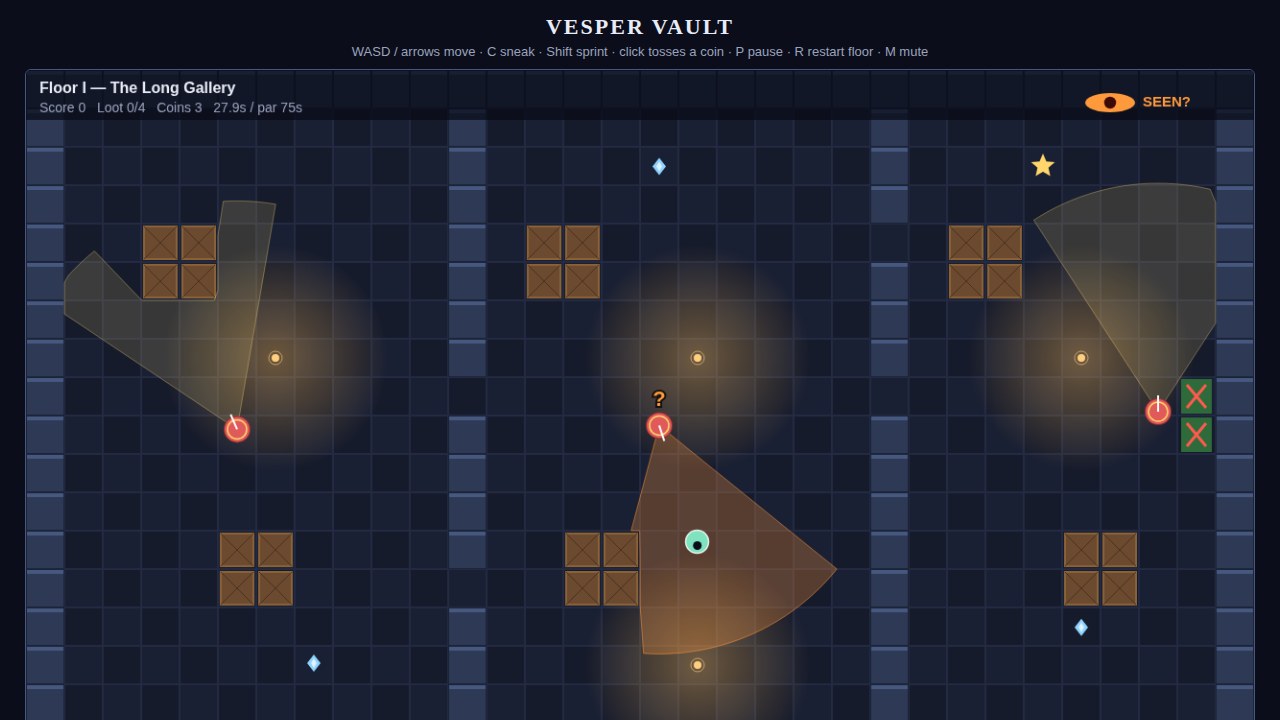 VESPER VAULT
WASD / arrows move · C sneak · Shift sprint · click tosses a coin · P pause · R restart floor · M mute
Floor I — The Long Gallery
Score 0 Loot 0/4 Coins 3 27.9s / par 75s
SEEN?
?